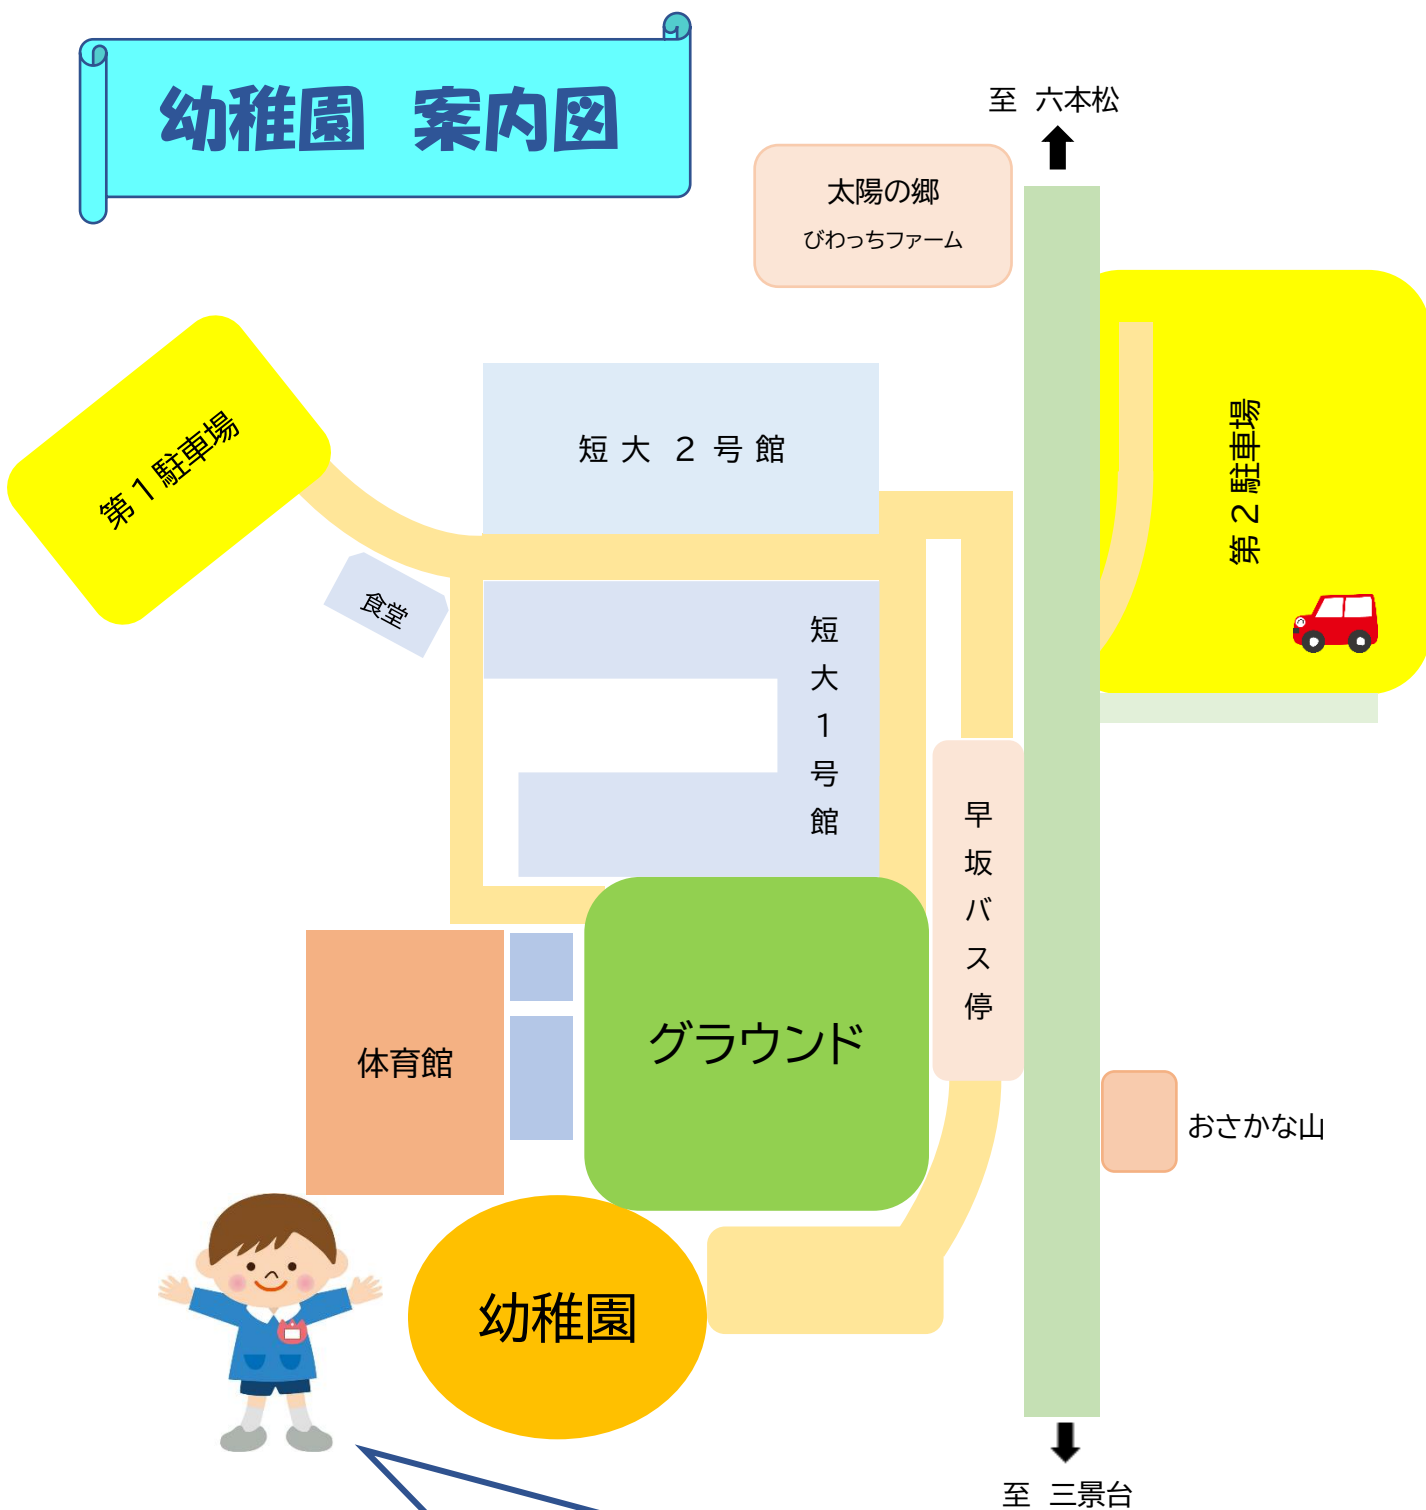 幼稚園 案内図
至 六本松
太陽の郷
びわっちファーム
第1駐車場
短大 2 号館
第2駐車場
食堂
短大1号館
早坂バス停
グラウンド
体育館
おさかな山
幼稚園
至 三景台